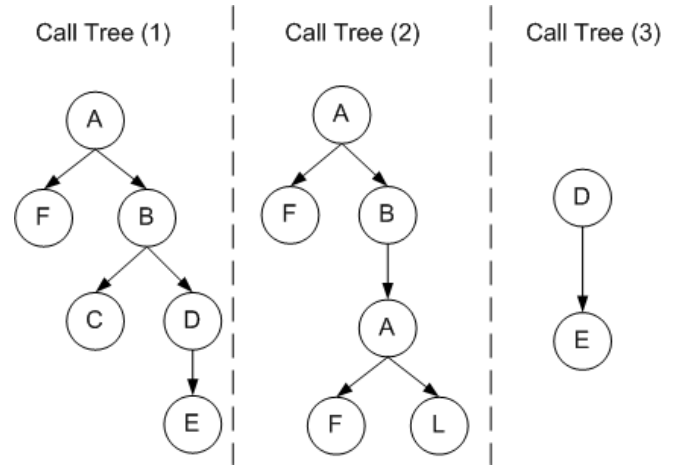 Call Tree (1)
Call Tree (2)
Call Tree (3)
A
F
B
C
D
E
A
F
B
A
F
L
D
E